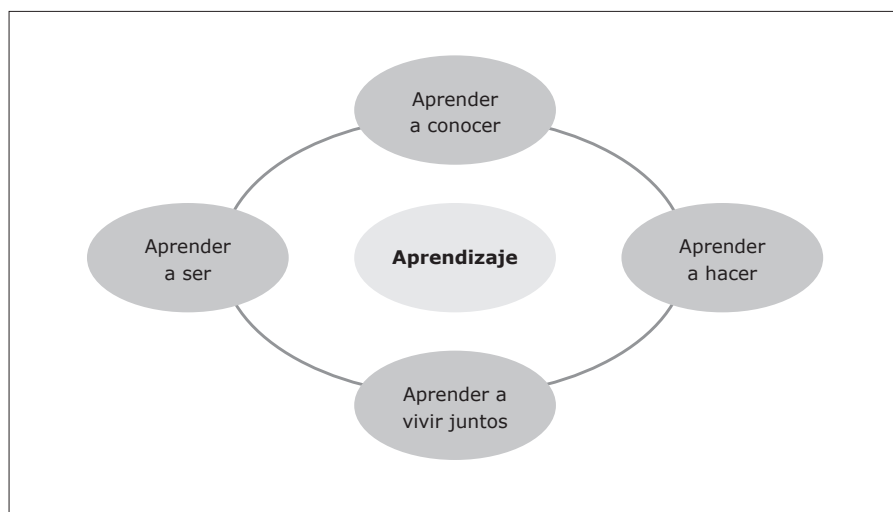 Aprender
a conocer
Aprender
a ser
Aprendizaje
Aprender
a hacer
Aprender a
vivir juntos